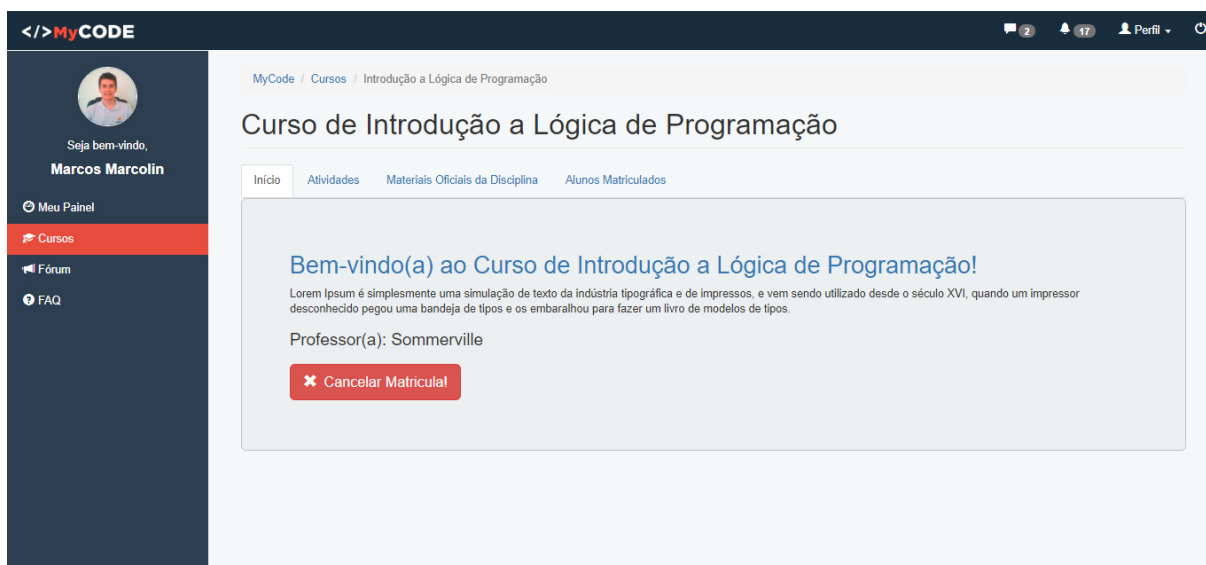 </>MyCODE
2
17
Perfil
Seja bem-vindo,
Marcos Marcolin
Meu Painel
Cursos
Fórum
FAQ
MyCode / Cursos / Introdução a Lógica de Programação
Curso de Introdução a Lógica de Programação
Início Atividades Materiais Oficiais da Disciplina Alunos Matriculados
Bem-vindo(a) ao Curso de Introdução a Lógica de Programação!
Lorem Ipsum é simplesmente uma simulação de texto da indústria tipográfica e de impressos, e vem sendo utilizado desde o século XVI, quando um impressor
desconhecido pegou uma bandeja de tipos e os embaralhou para fazer um livro de modelos de tipos.
Professor(a): Sommerville
Cancelar Matricula!